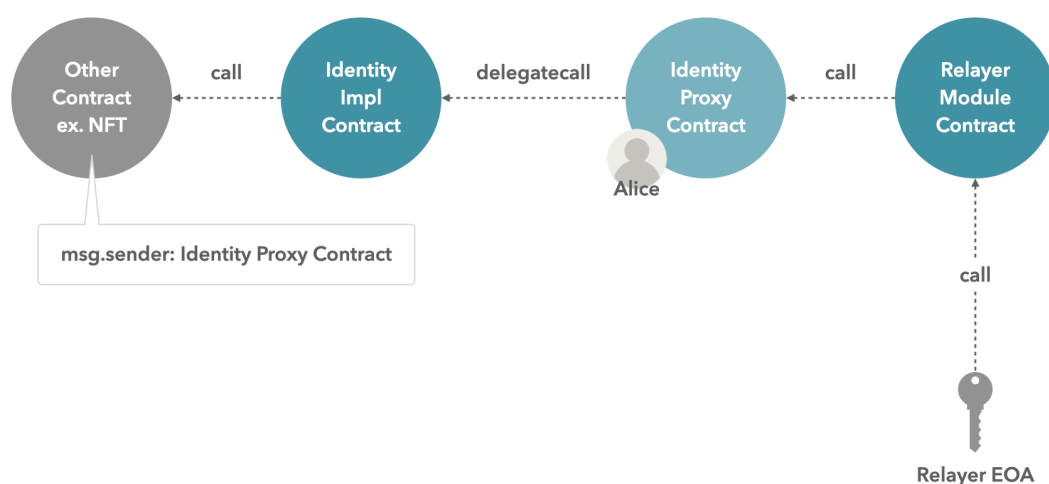 Other
Contract
ex. NFT
call
Identity
Impl
Contract
delegatecall
Identity
Proxy
Contract
call
Relayer
Module
Contract
Alice
msg.sender: Identity Proxy Contract
call
Relayer EOA